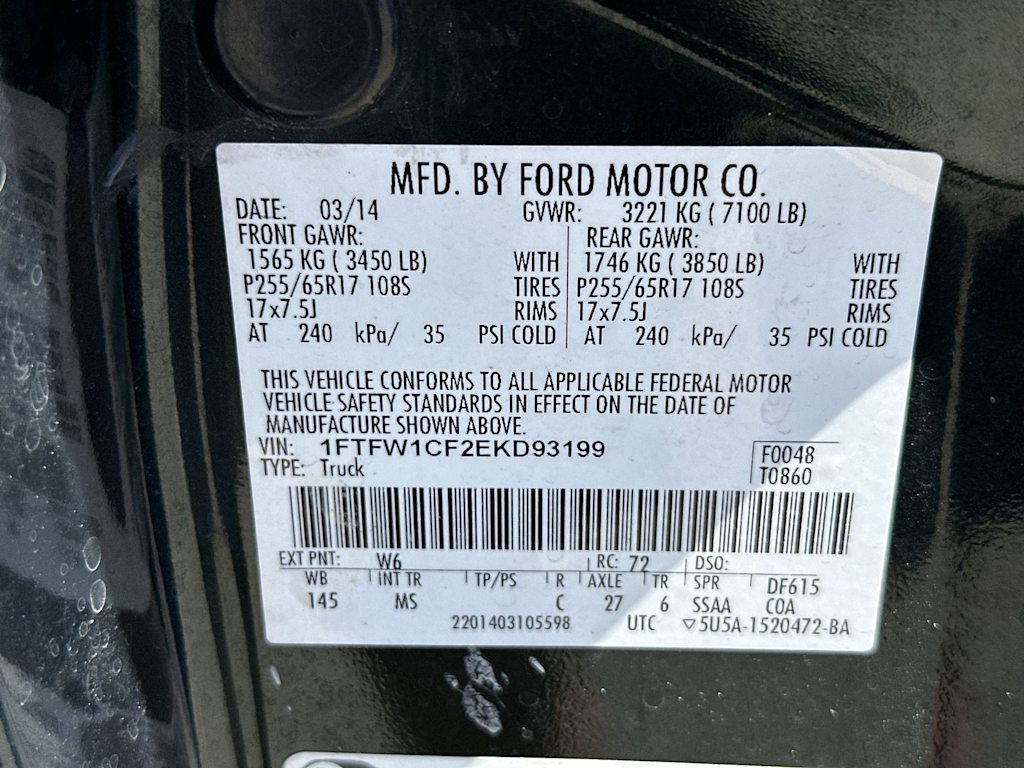 MFD. BY FORD MOTOR CO.
DATE: 03/14 GVWR: 3221 KG ( 7100 LB)
FRONT GAWR: REAR GAWR:
1565 KG ( 3450 LB) WITH 1746 KG ( 3850 LB) WITH
P255/65R17 108S TIRES P255/65R17 108S TIRES
17x7.5J RIMS 17x7.5J RIMS
AT 240 kPa/ 35 PSI COLD AT 240 kPa/ 35 PSI COLD
THIS VEHICLE CONFORMS TO ALL APPLICABLE FEDERAL MOTOR
VEHICLE SAFETY STANDARDS IN EFFECT ON THE DATE OF
MANUFACTURE SHOWN ABOVE.
VIN: 1FTFW1CF2EKD93199 F0048
TYPE: Truck T0860
EXT PNT: W6 RC: 72 DSO:
WB INT TR TP/PS R AXLE TR SPR DF615
145 MS C 27 6 SSAA COA
2201403105598 UTC ▽5U5A-1520472-BA